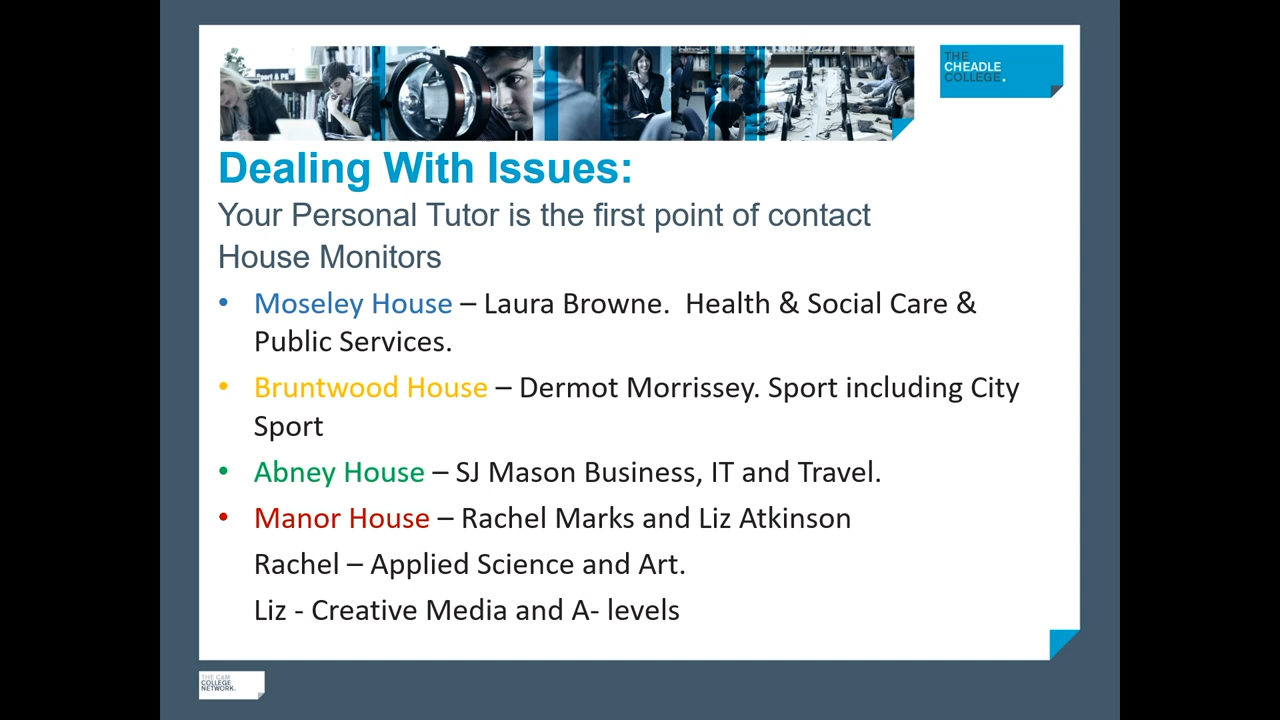 THE
CHEADLE
COLLEGE.
Dealing With Issues:
Your Personal Tutor is the first point of contact
House Monitors
• Moseley House – Laura Browne. Health & Social Care &
Public Services.
• Bruntwood House – Dermot Morrissey. Sport including City
Sport
• Abney House – SJ Mason Business, IT and Travel.
• Manor House – Rachel Marks and Liz Atkinson
Rachel – Applied Science and Art.
Liz - Creative Media and A- levels
THE C&M
COLLEGE
NETWORK.